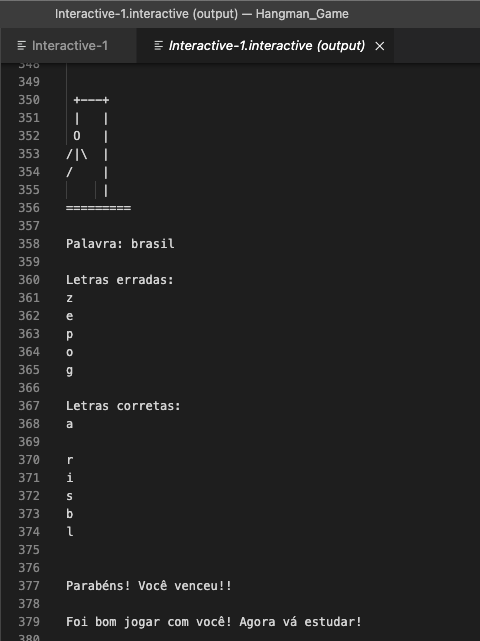 Interactive-1.interactive (output) — Hangman_Game
Interactive-1
Interactive-1.interactive (output)
348
349
350 +---+
351 |   |
352 O   |
353 /|\  |
354 /    |
355      |
356 =========
357
358 Palavra: brasil
359
360 Letras erradas:
361 z
362 e
363 p
364 o
365 g
366
367 Letras corretas:
368 a
369
370 r
371 i
372 s
373 b
374 l
375
376
377 Parabéns! Você venceu!!
378
379 Foi bom jogar com você! Agora vá estudar!
380